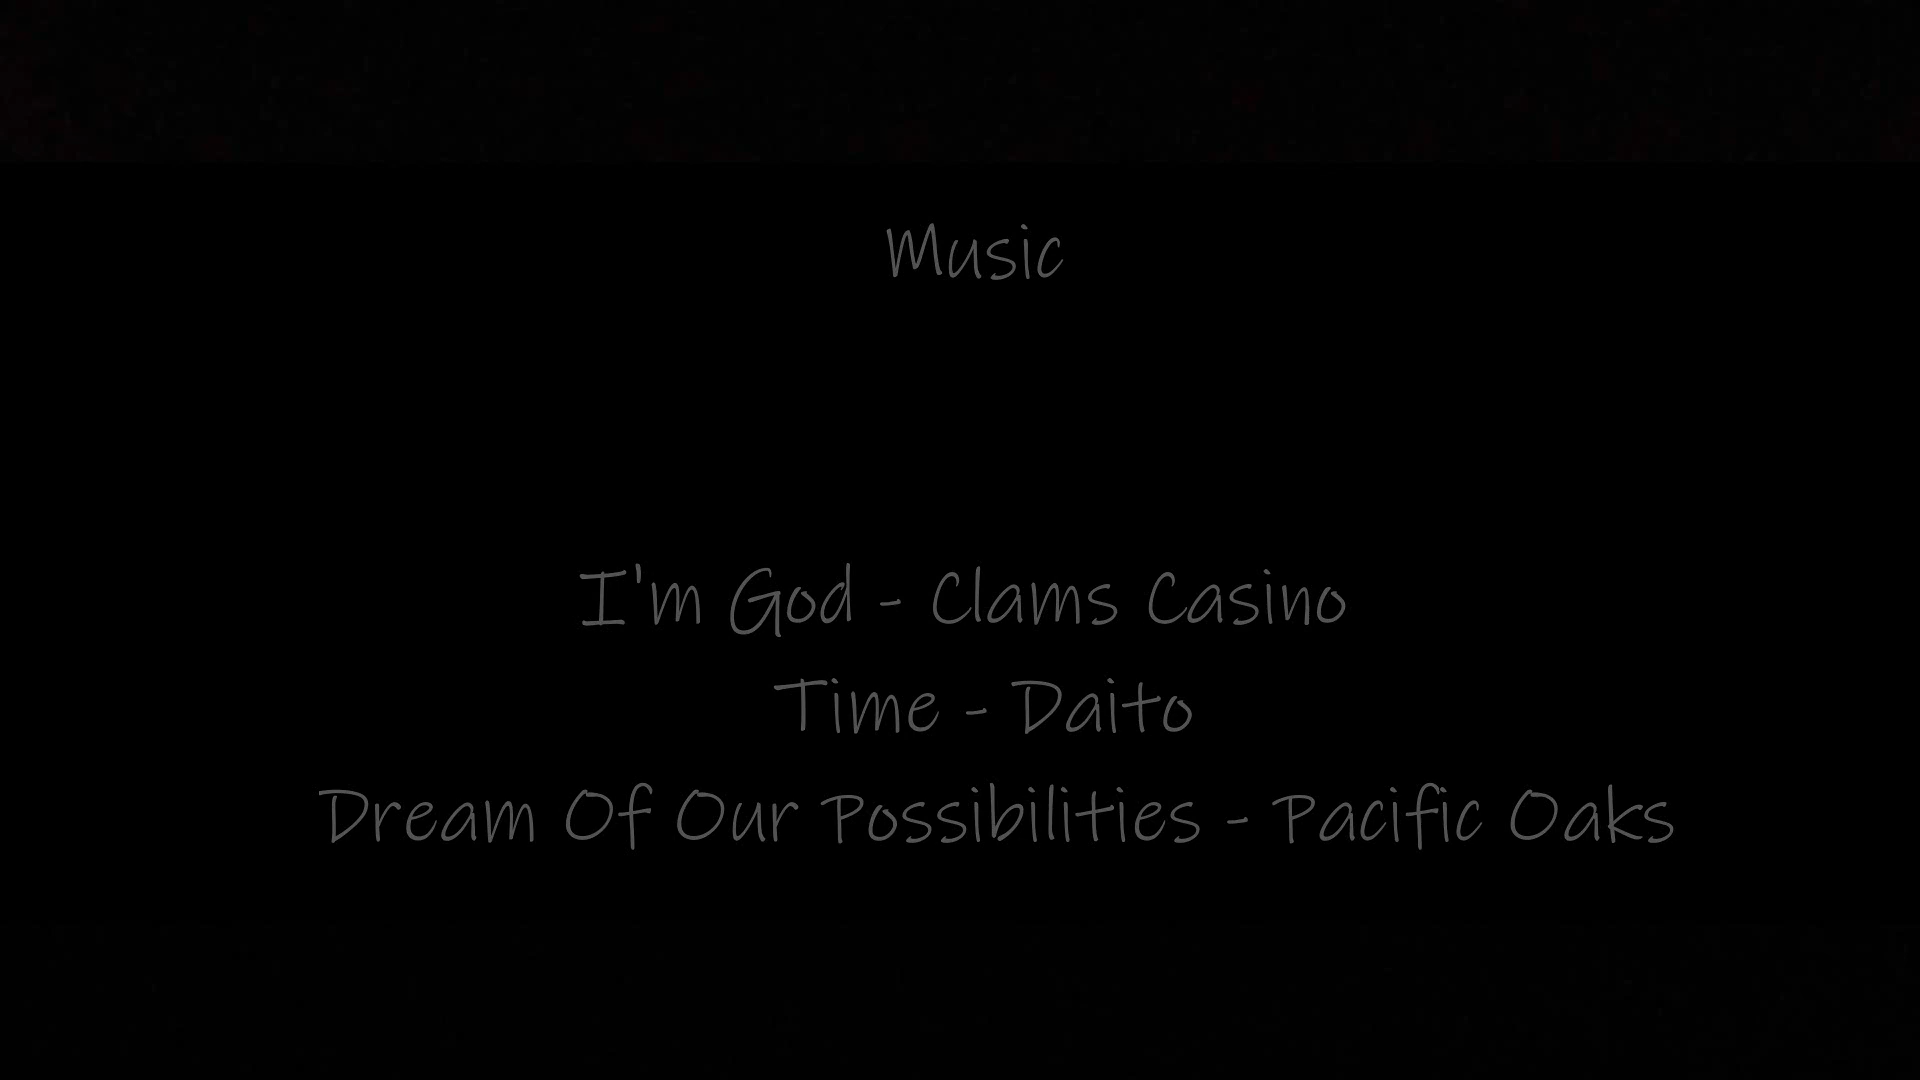 Music
I'm God - Clams Casino
Time - Daito
Dream Of Our Possibilities - Pacific Oaks